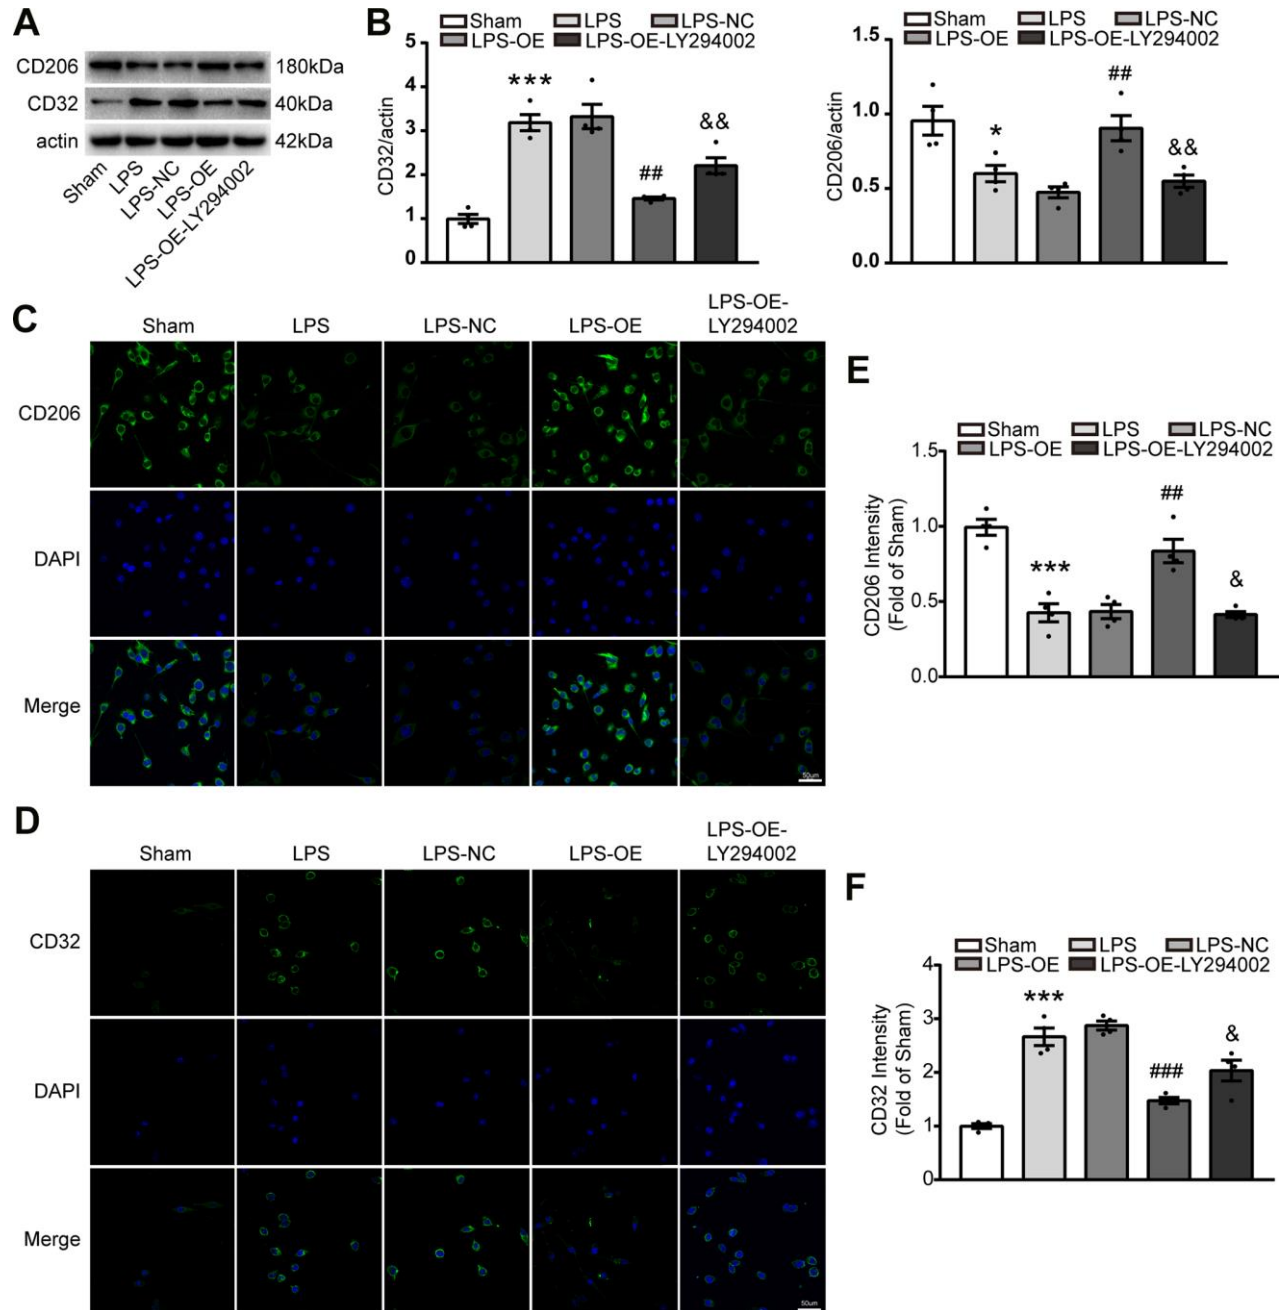 A
CD206
180kDa
CD32
40kDa
actin
42kDa
Sham
LPS
LPS-NC
LPS-OE
LPS-OE-LY294002
B
Sham LPS LPS-NC
LPS-OE LPS-OE-LY294002
5
4
3
2
1
0
CD32/actin
***
##
&&
Sham LPS LPS-NC
LPS-OE LPS-OE-LY294002
1.5
1.0
0.5
0.0
CD206/actin
*
##
&&
C
Sham LPS LPS-NC LPS-OE LPS-OE-
LY294002
CD206
DAPI
Merge
50μm
D
Sham LPS LPS-NC LPS-OE LPS-OE-
LY294002
CD32
DAPI
Merge
50μm
E
Sham LPS LPS-NC
LPS-OE LPS-OE-LY294002
1.5
1.0
0.5
0.0
CD206 Intensity
(Fold of Sham)
***
##
&
F
Sham LPS LPS-NC
LPS-OE LPS-OE-LY294002
4
3
2
1
0
CD32 Intensity
(Fold of Sham)
***
###
&